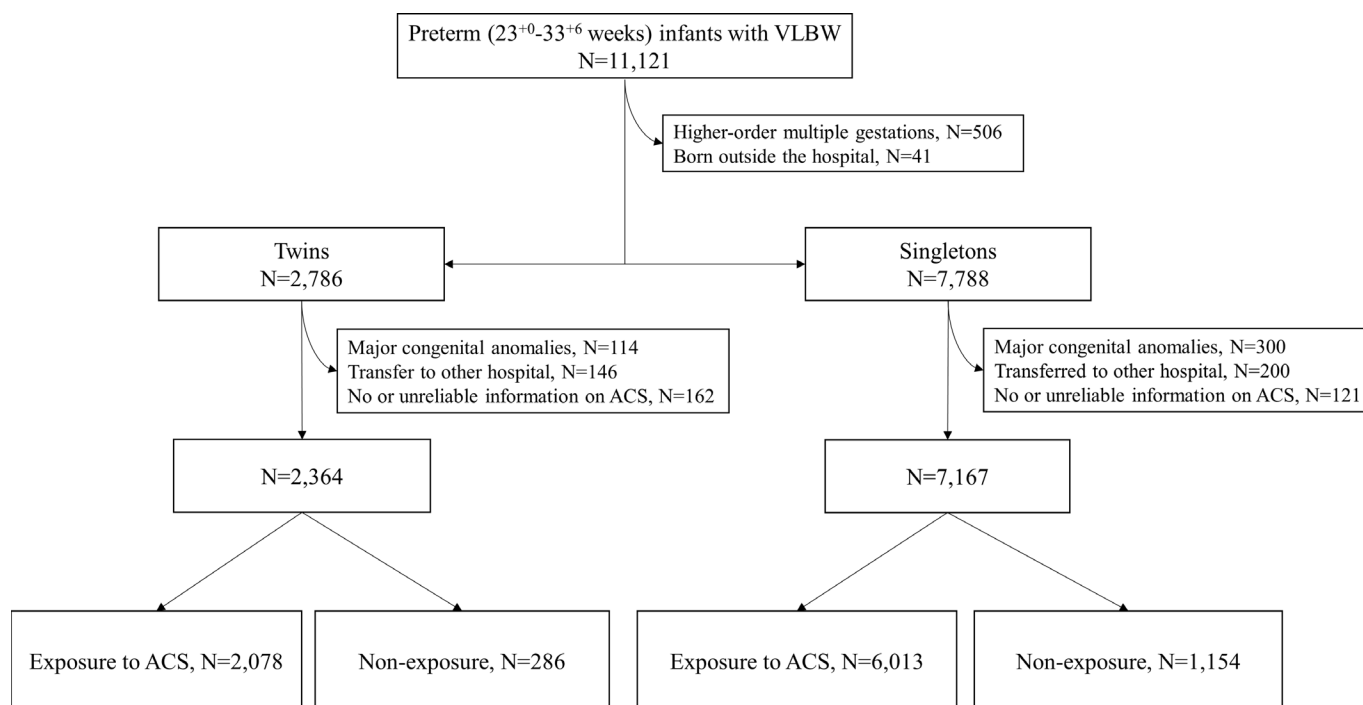 Preterm (23⁺⁰-33⁺⁶ weeks) infants with VLBW
N=11,121
Higher-order multiple gestations, N=506
Born outside the hospital, N=41
Twins
N=2,786
Singletons
N=7,788
Major congenital anomalies, N=114
Transfer to other hospital, N=146
No or unreliable information on ACS, N=162
Major congenital anomalies, N=300
Transferred to other hospital, N=200
No or unreliable information on ACS, N=121
N=2,364
N=7,167
Exposure to ACS, N=2,078
Non-exposure, N=286
Exposure to ACS, N=6,013
Non-exposure, N=1,154